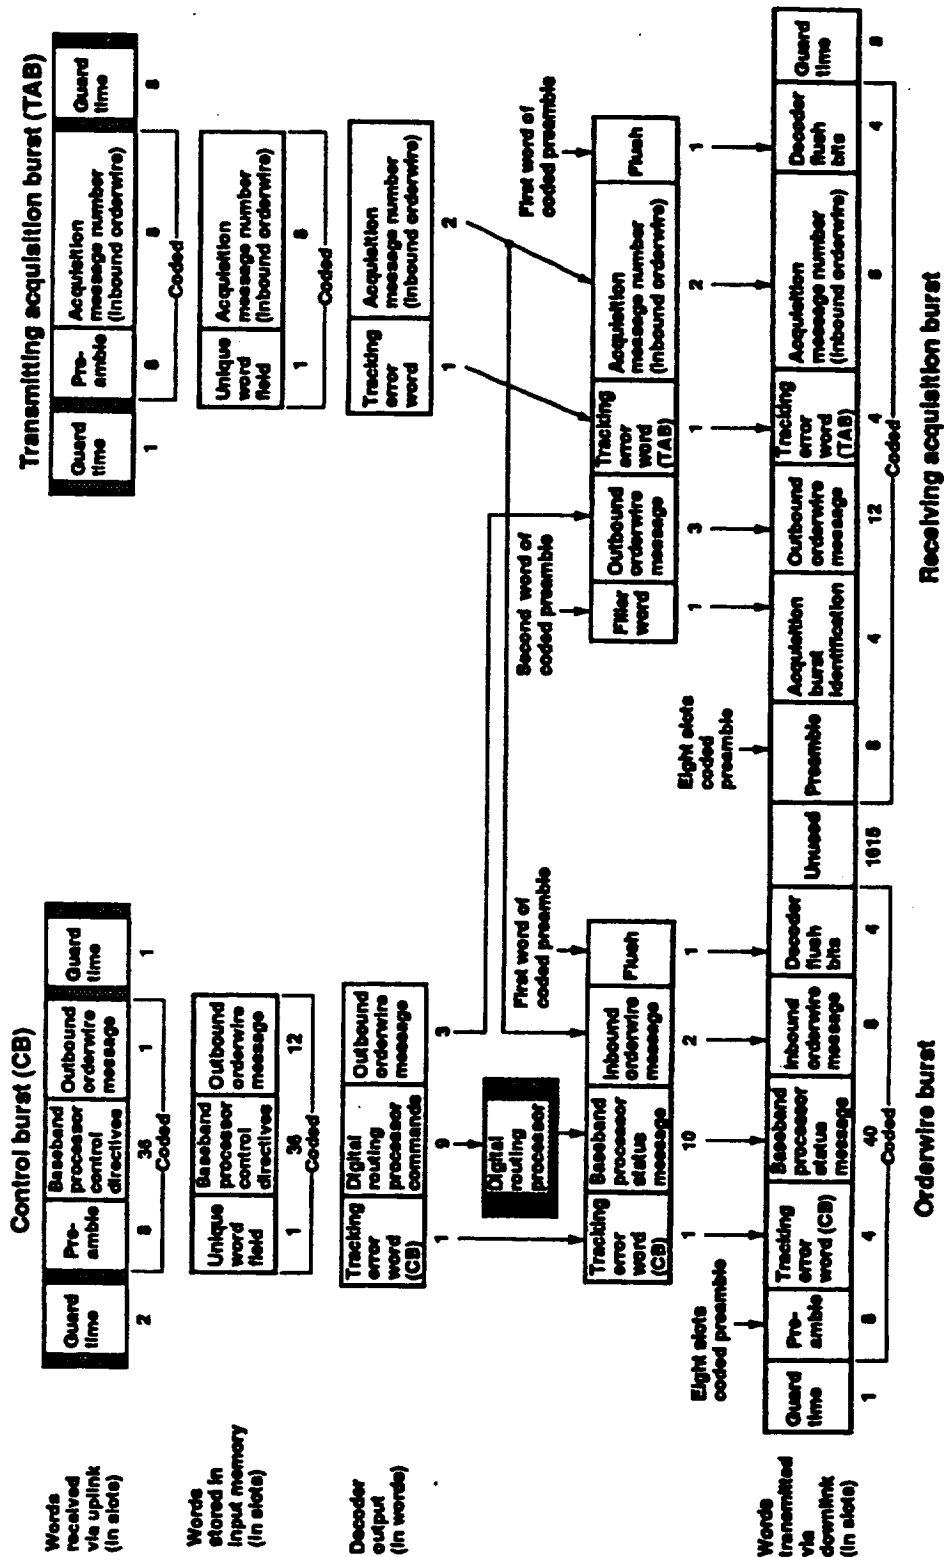 Control burst (CB)
Transmitting acquisition burst (TAB)
Words
received
via uplink
(in slots)
Guard
time
Pre-
amble
Baseband
processor
control
directives
Outbound
orderwire
message
Guard
time
2
8
36
1
1
Coded
Guard
time
Pre-
amble
Acquisition
message number
(inbound orderwire)
Guard
time
1
8
8
8
Coded
Words
stored in
input memory
(in slots)
Unique
word
field
Baseband
processor
control
directives
Outbound
orderwire
message
1
36
12
Coded
Unique
word
field
Acquisition
message number
(inbound orderwire)
1
8
Coded
Decoder
output
(in words)
Tracking
error
word
(CB)
Digital
routing
processor
commands
Outbound
orderwire
message
1
9
3
Tracking
error
word
Acquisition
message number
(inbound orderwire)
1
2
Digital
routing
processor
First word of
coded preamble
Second word of
coded preamble
First word of
coded preamble
Tracking
error
word
(CB)
Baseband
processor
status
message
Inbound
orderwire
message
Flush
1
10
2
1
Filler
word
Outbound
orderwire
message
Tracking
error
word
(TAB)
Acquisition
message number
(inbound orderwire)
Flush
1
3
1
2
1
Eight slots
coded preamble
Eight slots
coded
preamble
Words
transmitted
via
downlink
(in slots)
Guard
time
Pre-
amble
Tracking
error
word (CB)
Baseband
processor
status
message
Inbound
orderwire
message
Decoder
flush
bits
Unused
Preamble
Acquisition
burst
identification
Outbound
orderwire
message
Tracking
error
word
(TAB)
Acquisition
message number
(inbound orderwire)
Decoder
flush
bits
Guard
time
1
8
4
40
8
4
1615
8
4
12
4
8
4
Coded
Coded
Orderwire burst
Receiving acquisition burst